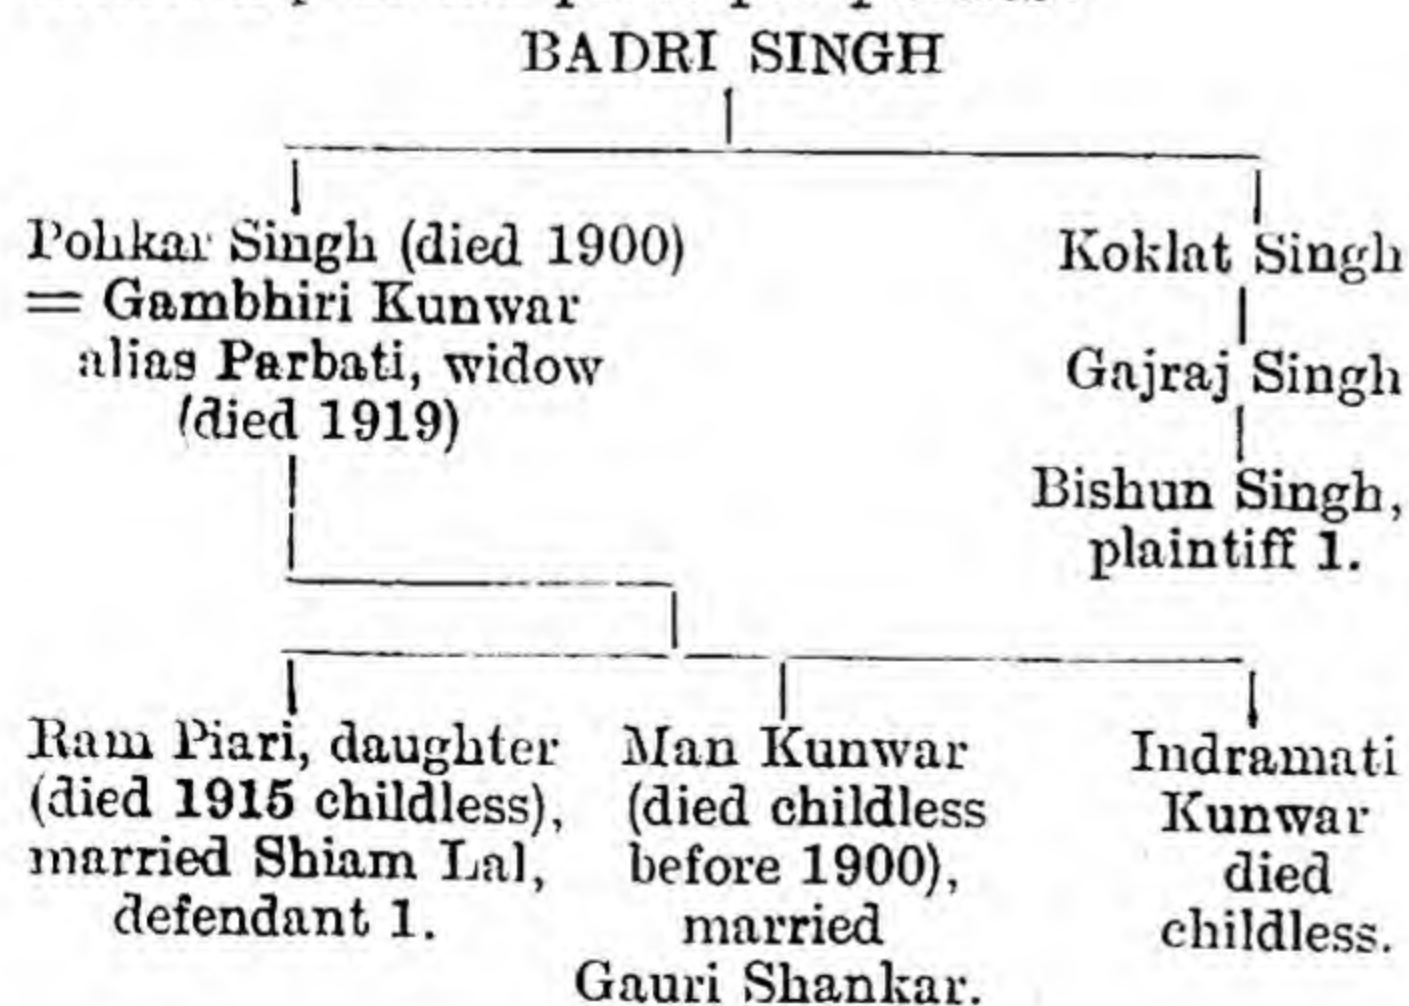 BADRI SINGH
Pohkar Singh (died 1900)
= Gambhiri Kunwar
alias Parbati, widow
(died 1919)
Koklat Singh
Gajraj Singh
Bishun Singh,
plaintiff 1.
Ram Piari, daughter
(died 1915 childless),
married Shiam Lal,
defendant 1.
Man Kunwar
(died childless
before 1900),
married
Gauri Shankar.
Indramati
Kunwar
died
childless.